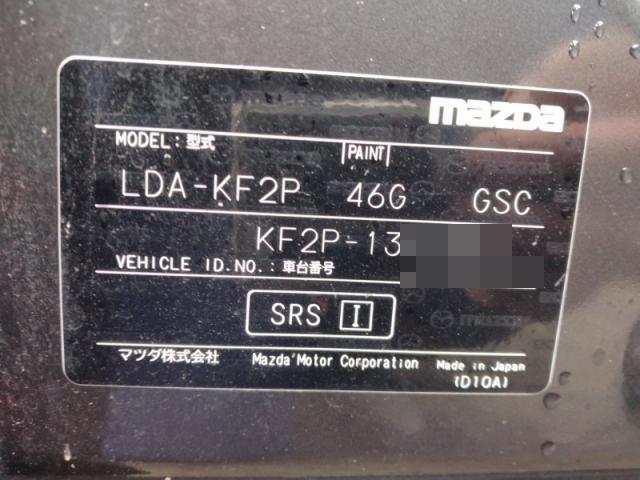 mazda
MODEL: 型式 PAINT
LDA-KF2P 46G GSC
KF2P-13
VEHICLE ID.NO.: 車台番号
SRS I
マツダ株式会社 Mazda Motor Corporation Made in Japan
(D10A)